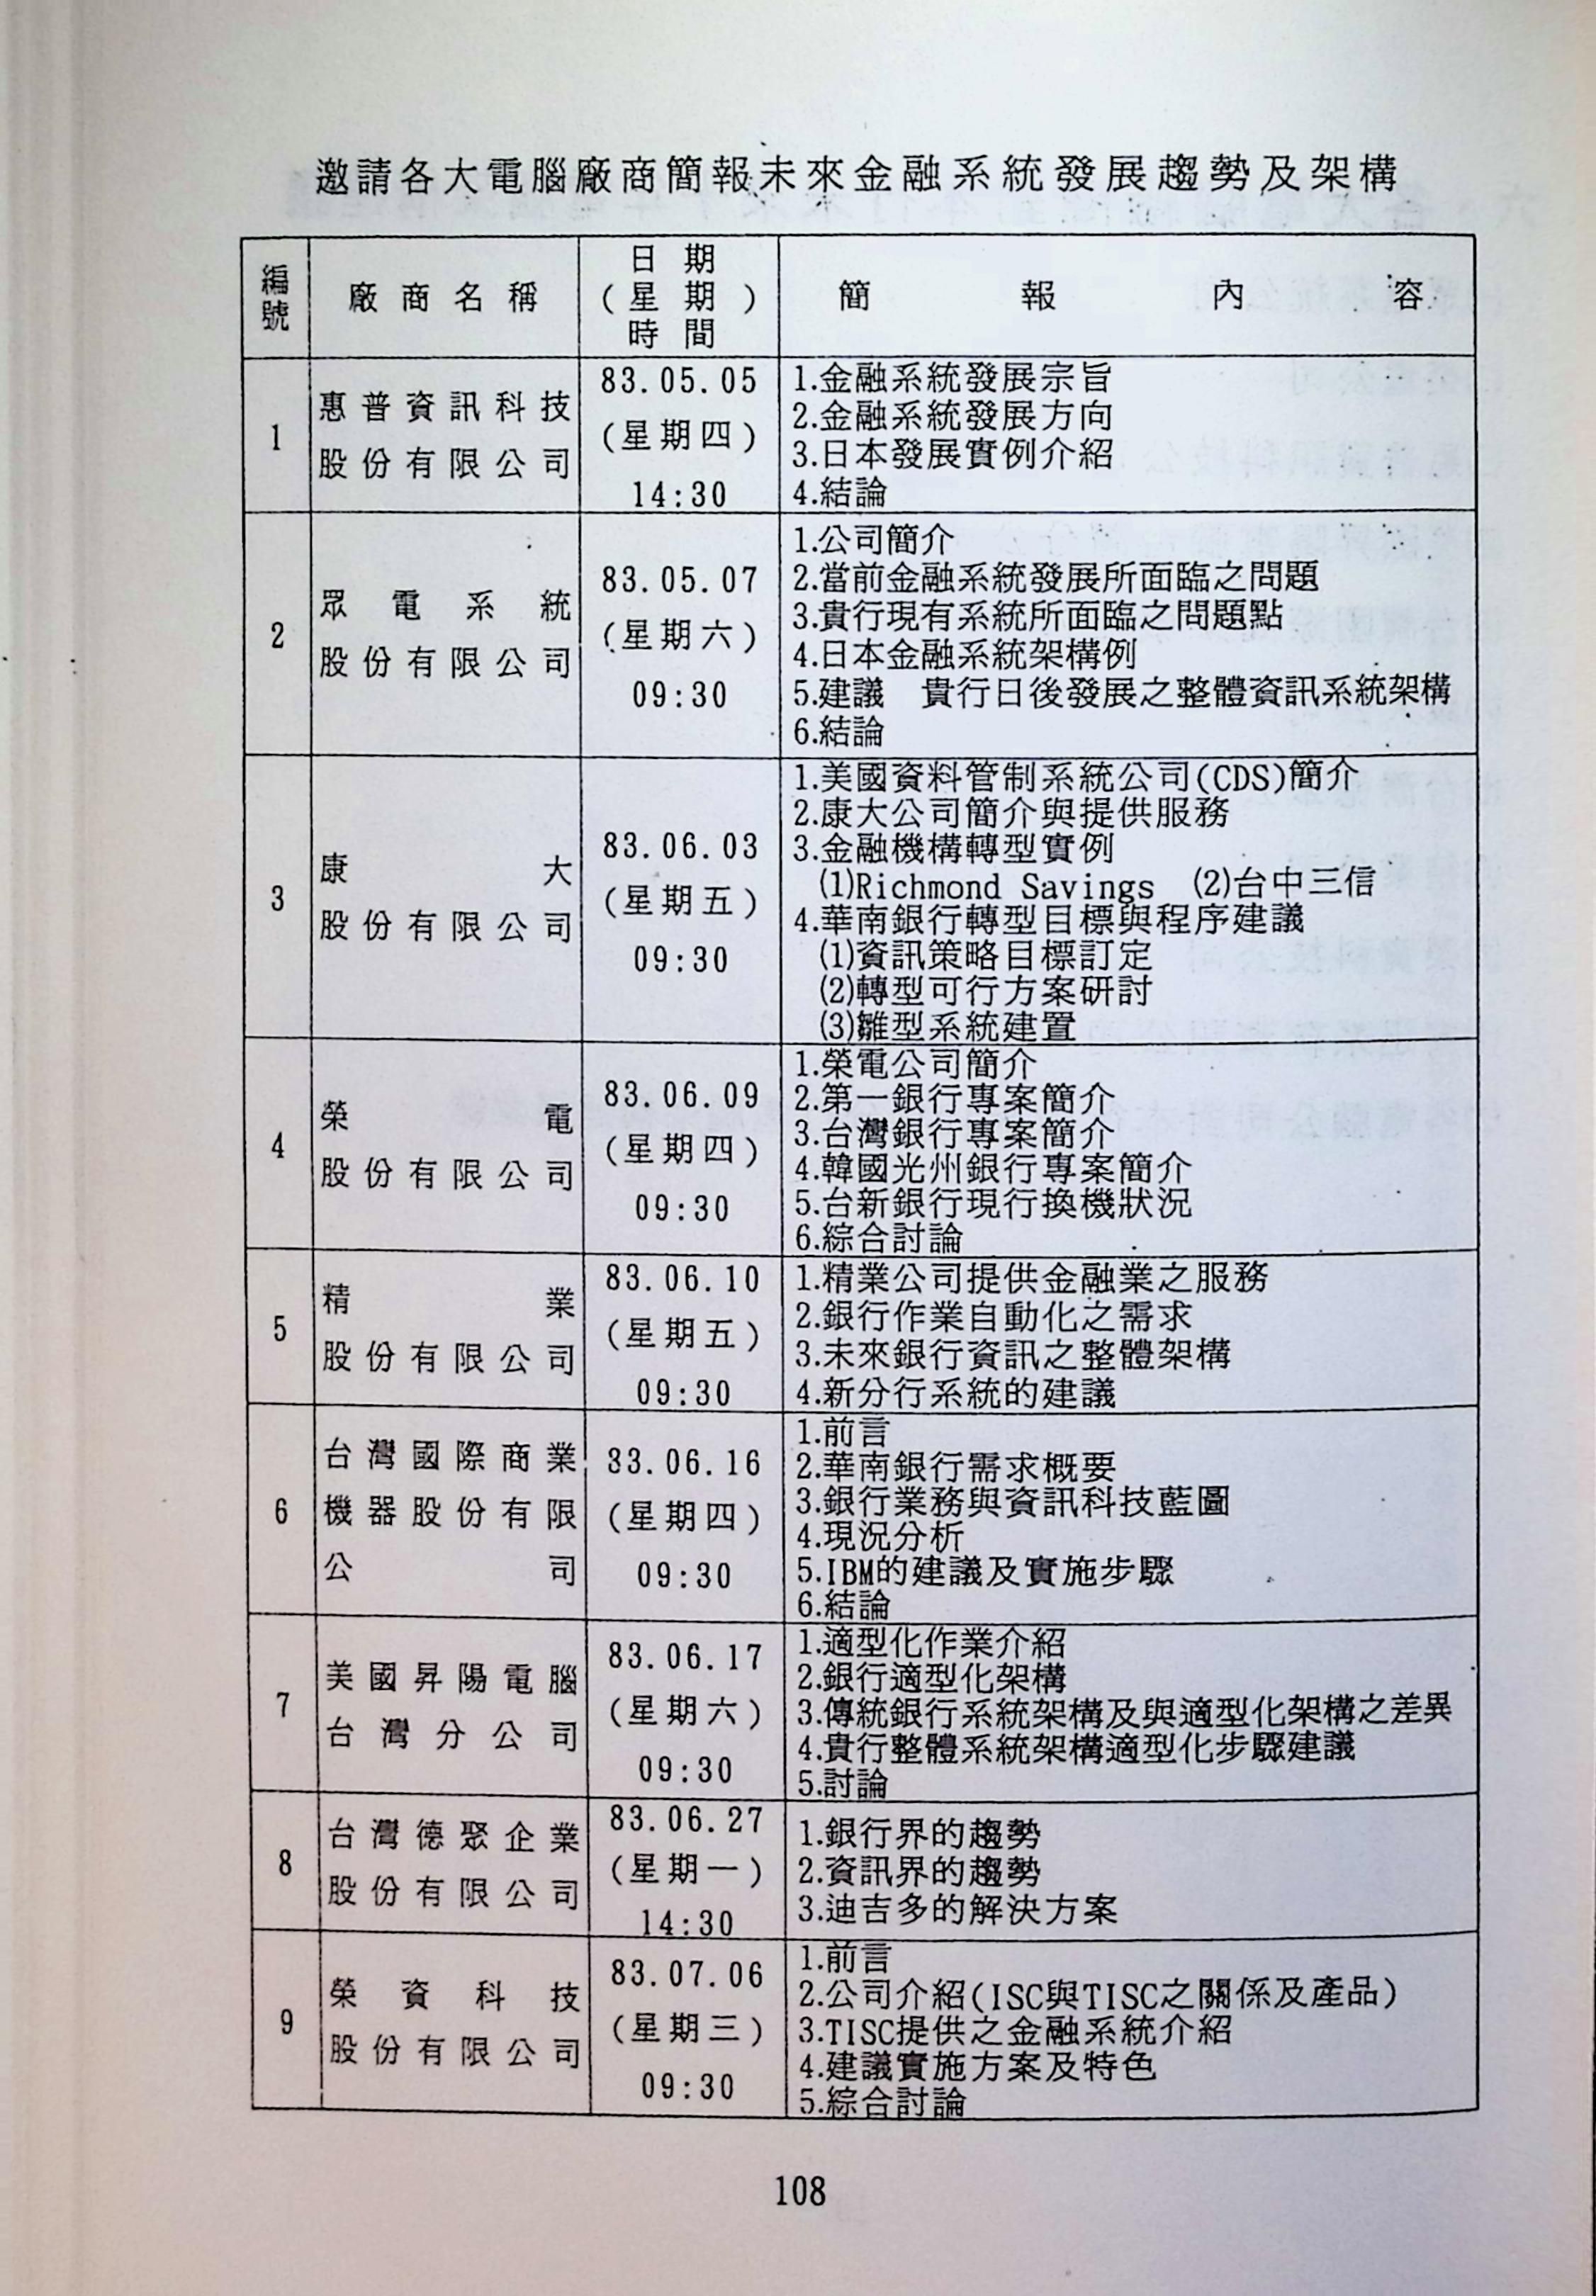 邀請各大電腦廠商簡報未來金融系統發展趨勢及架構
編號
廠商名稱
日期
(星期)
時間
簡報內容
1
惠普資訊科技
股份有限公司
83.05.05
(星期四)
14:30
1.金融系統發展宗旨
2.金融系統發展方向
3.日本發展實例介紹
4.結論
2
眾電系統
股份有限公司
83.05.07
(星期六)
09:30
1.公司簡介
2.當前金融系統發展所面臨之問題
3.貴行現有系統所面臨之問題點
4.日本金融系統架構例
5.建議 貴行日後發展之整體資訊系統架構
6.結論
3
康大
股份有限公司
83.06.03
(星期五)
09:30
1.美國資料管制系統公司(CDS)簡介
2.康大公司簡介與提供服務
3.金融機構轉型實例
(1)Richmond Savings (2)台中三信
4.華南銀行轉型目標與程序建議
(1)資訊策略目標訂定
(2)轉型可行方案研討
(3)雛型系統建置
4
榮電
股份有限公司
83.06.09
(星期四)
09:30
1.榮電公司簡介
2.第一銀行專案簡介
3.台灣銀行專案簡介
4.韓國光州銀行專案簡介
5.台新銀行現行換機狀況
6.綜合討論
5
精業
股份有限公司
83.06.10
(星期五)
09:30
1.精業公司提供金融業之服務
2.銀行作業自動化之需求
3.未來銀行資訊之整體架構
4.新分行系統的建議
6
台灣國際商業
機器股份有限
公司
83.06.16
(星期四)
09:30
1.前言
2.華南銀行需求概要
3.銀行業務與資訊科技藍圖
4.現況分析
5.IBM的建議及實施步驟
6.結論
7
美國昇陽電腦
台灣分公司
83.06.17
(星期六)
09:30
1.適型化作業介紹
2.銀行適型化架構
3.傳統銀行系統架構及與適型化架構之差異
4.貴行整體系統架構適型化步驟建議
5.討論
8
台灣德聚企業
股份有限公司
83.06.27
(星期一)
14:30
1.銀行界的趨勢
2.資訊界的趨勢
3.迪吉多的解決方案
9
榮資科技
股份有限公司
83.07.06
(星期三)
09:30
1.前言
2.公司介紹(ISC與TISC之關係及產品)
3.TISC提供之金融系統介紹
4.建議實施方案及特色
5.綜合討論
108